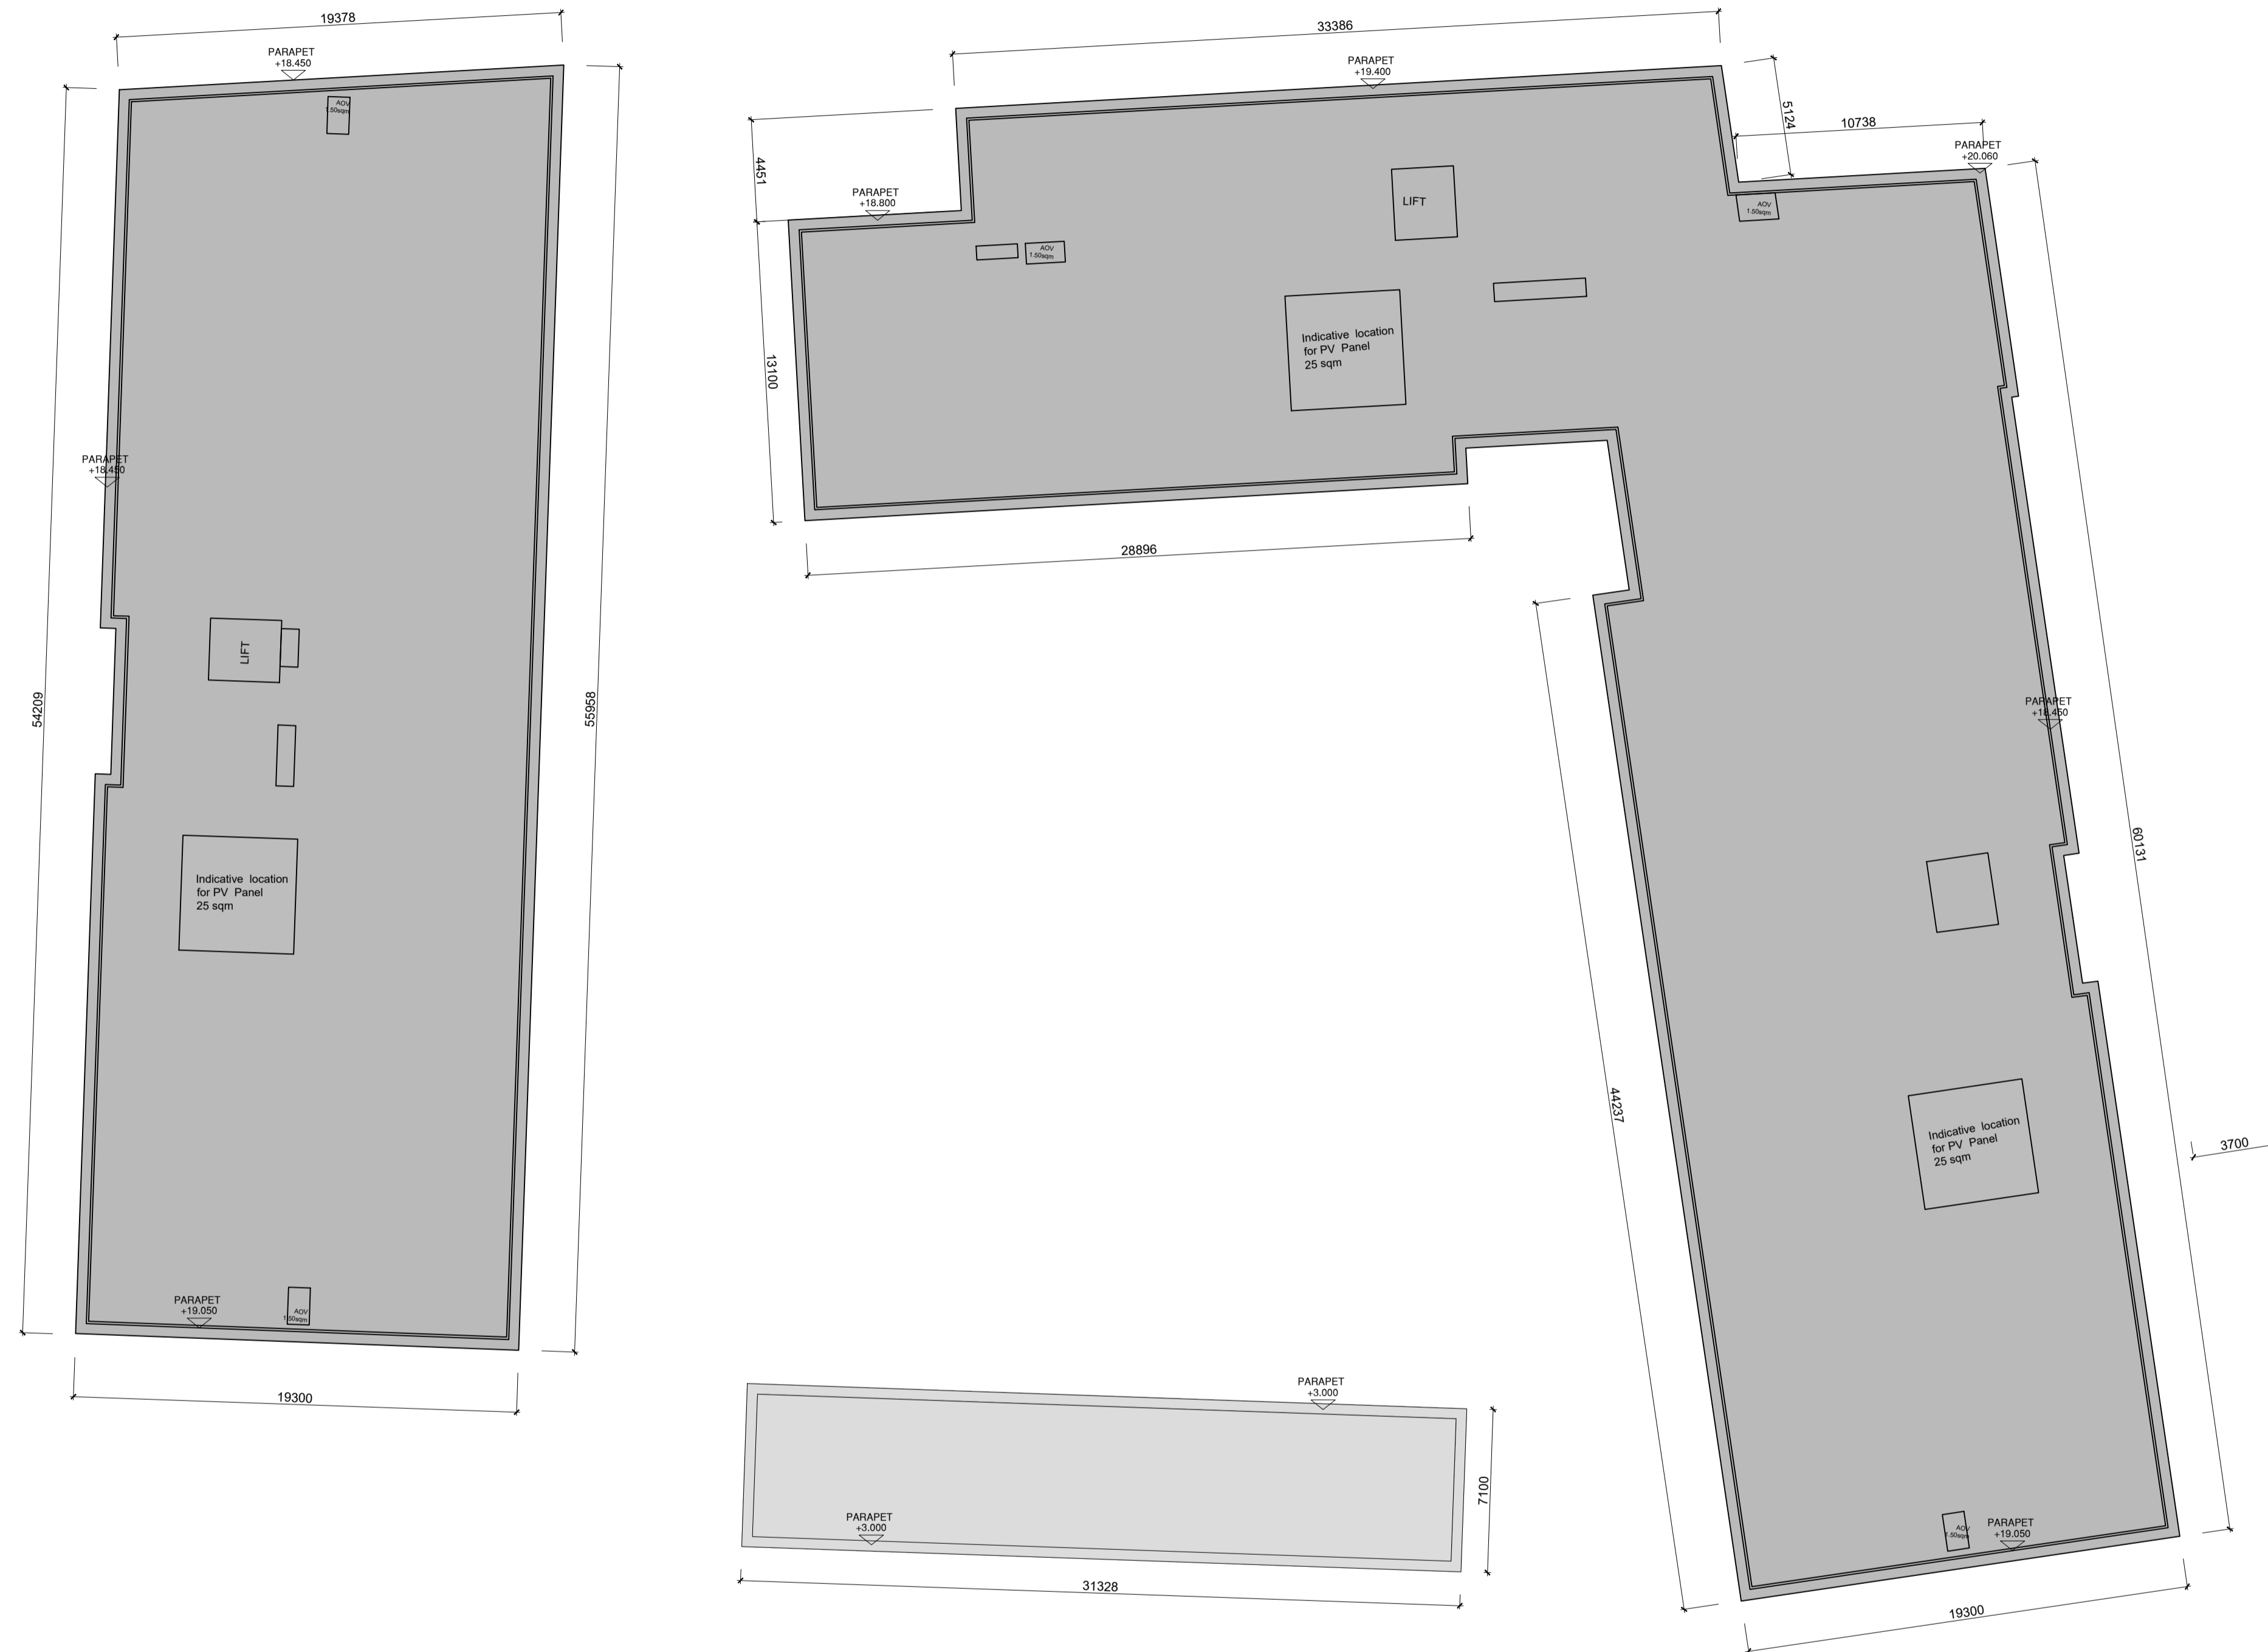 19378
PARAPET
+18.450
AOV
1.50sqm
PARAPET
+18.450
LIFT
54209
55958
Indicative location
for PV Panel
25 sqm
PARAPET
+19.050
AOV
1.50sqm
19300
33386
PARAPET
+19.400
5124
10738
PARAPET
+20.060
4451
PARAPET
+18.800
LIFT
AOV
1.50sqm
AOV
1.50sqm
Indicative location
for PV Panel
25 sqm
13100
28896
PARAPET
+18.450
60131
44237
Indicative location
for PV Panel
25 sqm
3700
PARAPET
+3.000
7100
PARAPET
+3.000
31328
AOV
1.50sqm
PARAPET
+19.050
19300